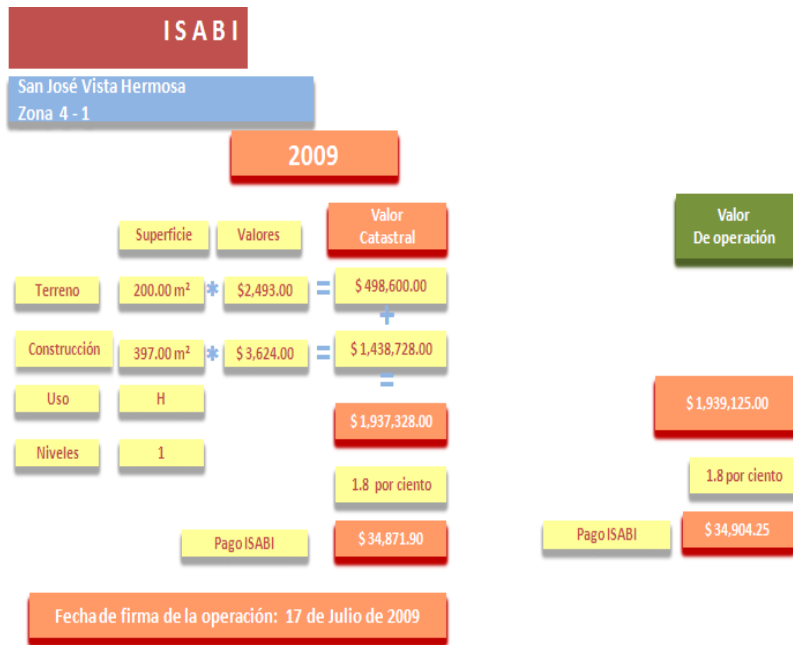 ISABI
San José Vista Hermosa
Zona 4 - 1
2009
Superficie
Valores
Valor
Catastral
Valor
De operación
Terreno
200.00 m²
*
$2,493.00
=
$ 498,600.00
+
Construcción
397.00 m²
*
$ 3,624.00
=
$ 1,438,728.00
=
Uso
H
$ 1,937,328.00
$ 1,939,125.00
Niveles
1
1.8 por ciento
1.8 por ciento
Pago ISABI
$ 34,871.90
Pago ISABI
$ 34,904.25
Fecha de firma de la operación: 17 de Julio de 2009